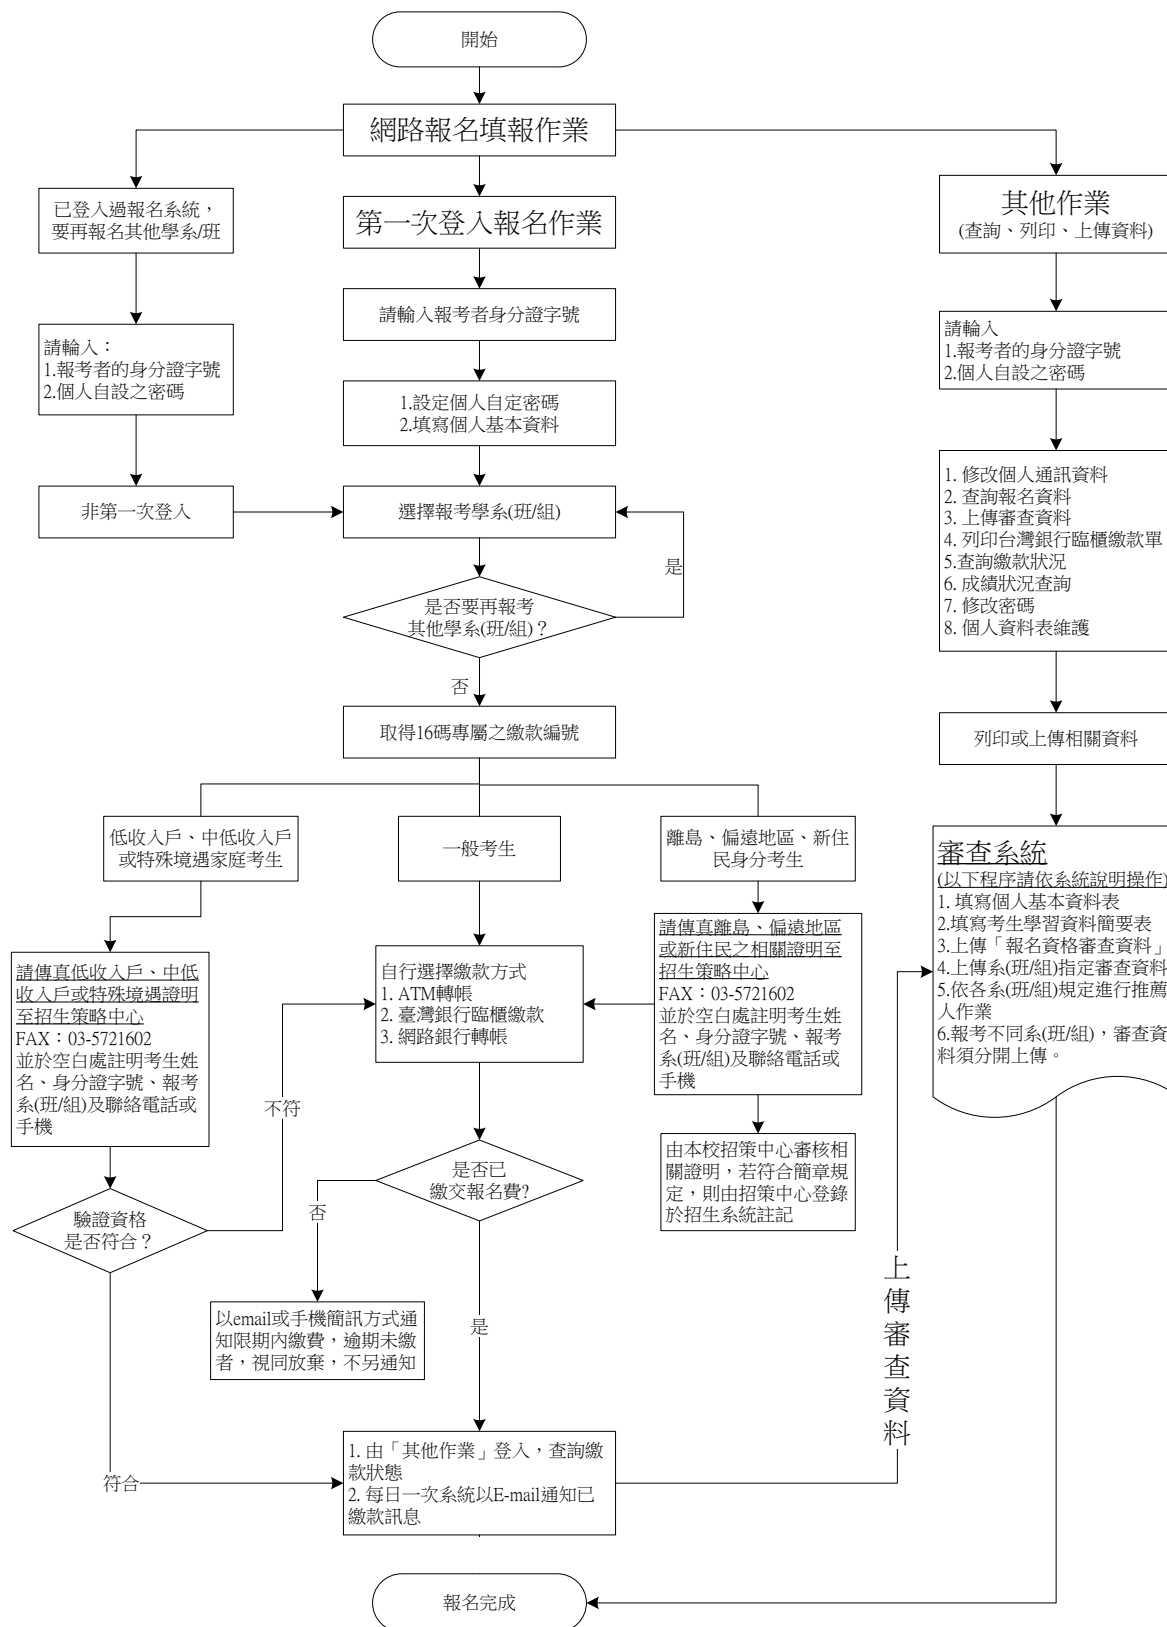 開始
網路報名填報作業
已登入過報名系統，
要再報名其他學系/班
第一次登入報名作業
其他作業
(查詢、列印、上傳資料)
請輸入報考者身分證字號
請輸入：
1.報考者的身分證字號
2.個人自設之密碼
請輸入
1.報考者的身分證字號
2.個人自設之密碼
1.設定個人自定密碼
2.填寫個人基本資料
非第一次登入
選擇報考學系(班/組)
1. 修改個人通訊資料
2. 查詢報名資料
3. 上傳審查資料
4. 列印台灣銀行臨櫃繳款單
5.查詢繳款狀況
6. 成績狀況查詢
7. 修改密碼
8. 個人資料表維護
是
是否要再報考
其他學系(班/組)？
否
取得16碼專屬之繳款編號
列印或上傳相關資料
低收入戶、中低收入戶
或特殊境遇家庭考生
一般考生
離島、偏遠地區、新住
民身分考生
審查系統
(以下程序請依系統說明操作)
1. 填寫個人基本資料表
2.填寫考生學習資料簡要表
3.上傳「報名資格審查資料」
4.上傳系(班/組)指定審查資料
5.依各系(班/組)規定進行推薦
人作業
6.報考不同系(班/組)，審查資
料須分開上傳。
請傳真低收入戶、中低
收入戶或特殊境遇證明
至招生策略中心
FAX：03-5721602
並於空白處註明考生姓
名、身分證字號、報考
系(班/組)及聯絡電話或
手機
自行選擇繳款方式
1. ATM轉帳
2. 臺灣銀行臨櫃繳款
3. 網路銀行轉帳
請傳真離島、偏遠地區
或新住民之相關證明至
招生策略中心
FAX：03-5721602
並於空白處註明考生姓
名、身分證字號、報考
系(班/組)及聯絡電話或
手機
不符
由本校招策中心審核相
關證明，若符合簡章規
定，則由招策中心登錄
於招生系統註記
是否已
繳交報名費?
否
驗證資格
是否符合？
以email或手機簡訊方式通
知限期內繳費，逾期未繳
者，視同放棄，不另通知
是
上傳審查資料
符合
1. 由「其他作業」登入，查詢繳
款狀態
2. 每日一次系統以E-mail通知已
繳款訊息
報名完成